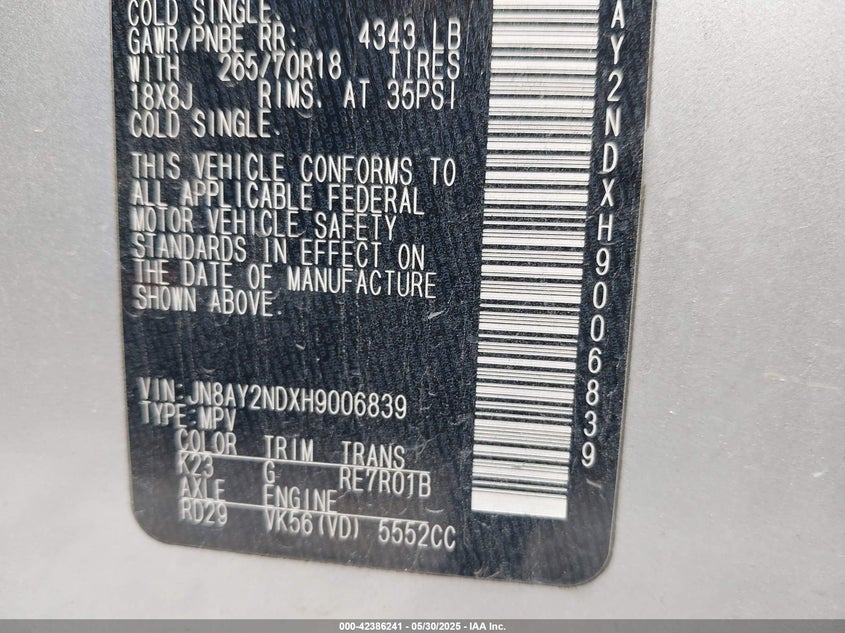 COLD SINGLE.
GAWR/PNBE RR: 4343 LB
WITH 265/70R18 TIRES
18X8J RIMS. AT 35PSI
COLD SINGLE.
THIS VEHICLE CONFORMS TO
ALL APPLICABLE FEDERAL
MOTOR VEHICLE SAFETY
STANDARDS IN EFFECT ON
THE DATE OF MANUFACTURE
SHOWN ABOVE.
VIN:JN8AY2NDXH9006839
TYPE:MPV
COLOR TRIM TRANS
K23 G RE7R01B
AXLE ENGINE
RD29 VK56(VD) 5552CC
AY2NDXH9006839
000-42386241 - 05/30/2025 - IAA Inc.